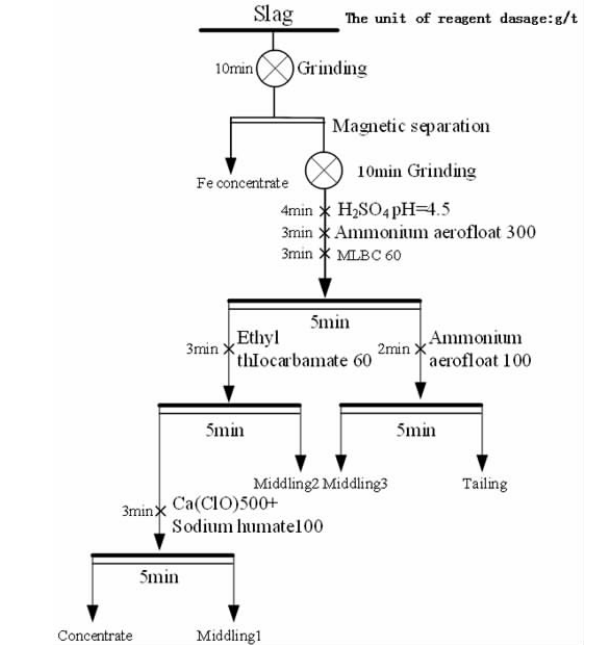 Slag
The unit of reagent dasage:g/t
10min
Grinding
Magnetic separation
Fe concentrate
10min Grinding
4min H₂SO₄ pH=4.5
3min Ammonium aerofloat 300
3min MLBC 60
5min
3min
Ethyl
thIocarbamate 60
2min
Ammonium
aerofloat 100
5min
5min
Middling2 Middling3
Tailing
3min
Ca(ClO)500+
Sodium humate100
5min
Concentrate
Middling1